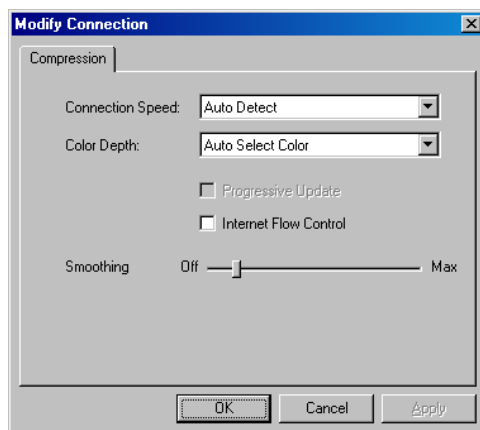 Modify Connection
Compression
Connection Speed: Auto Detect
Color Depth: Auto Select Color
Progressive Update
Internet Flow Control
Smoothing Off Max
OK Cancel Apply